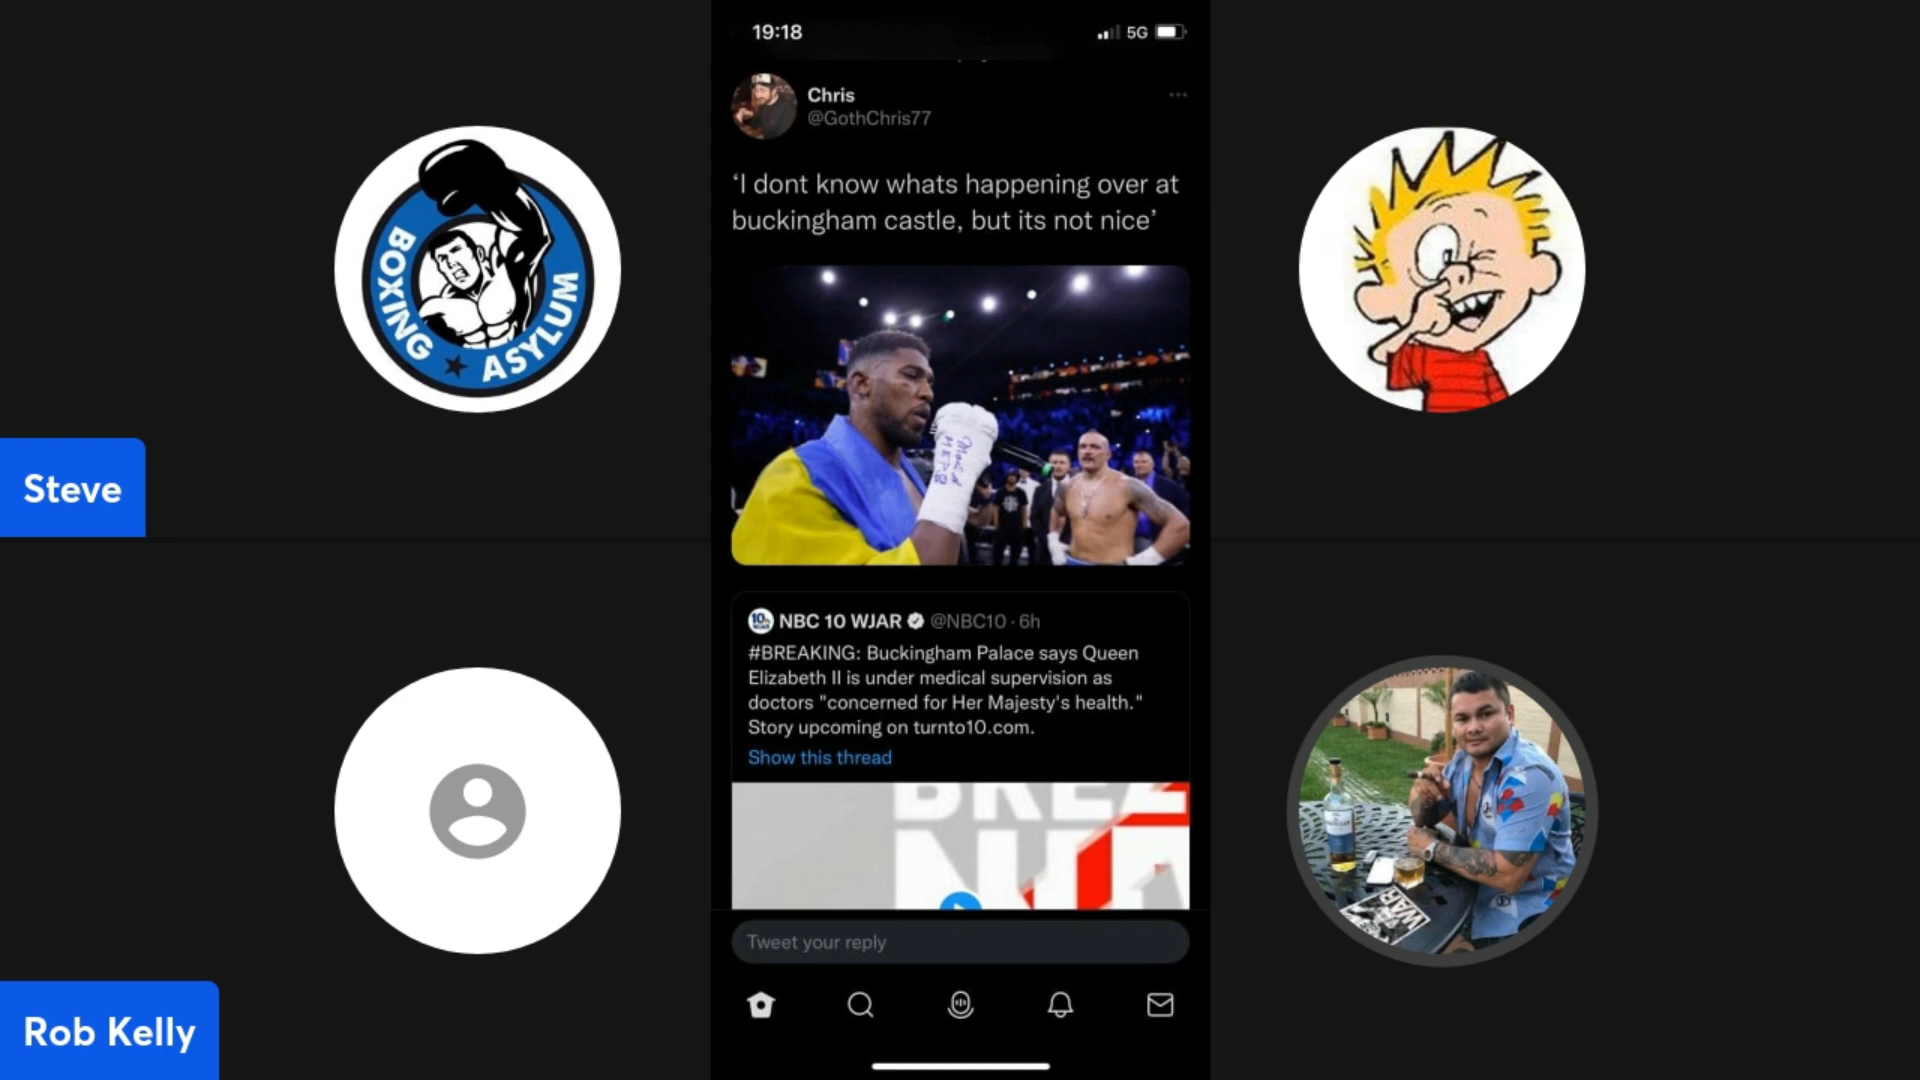 19:18
5G
Chris
@GothChris77
‘I dont know whats happening over at
buckingham castle, but its not nice’
BOXING ASYLUM
Steve
NBC 10 WJAR @NBC10 · 6h
#BREAKING: Buckingham Palace says Queen
Elizabeth II is under medical supervision as
doctors "concerned for Her Majesty's health."
Story upcoming on turnto10.com.
Show this thread
Tweet your reply
WAR
Rob Kelly